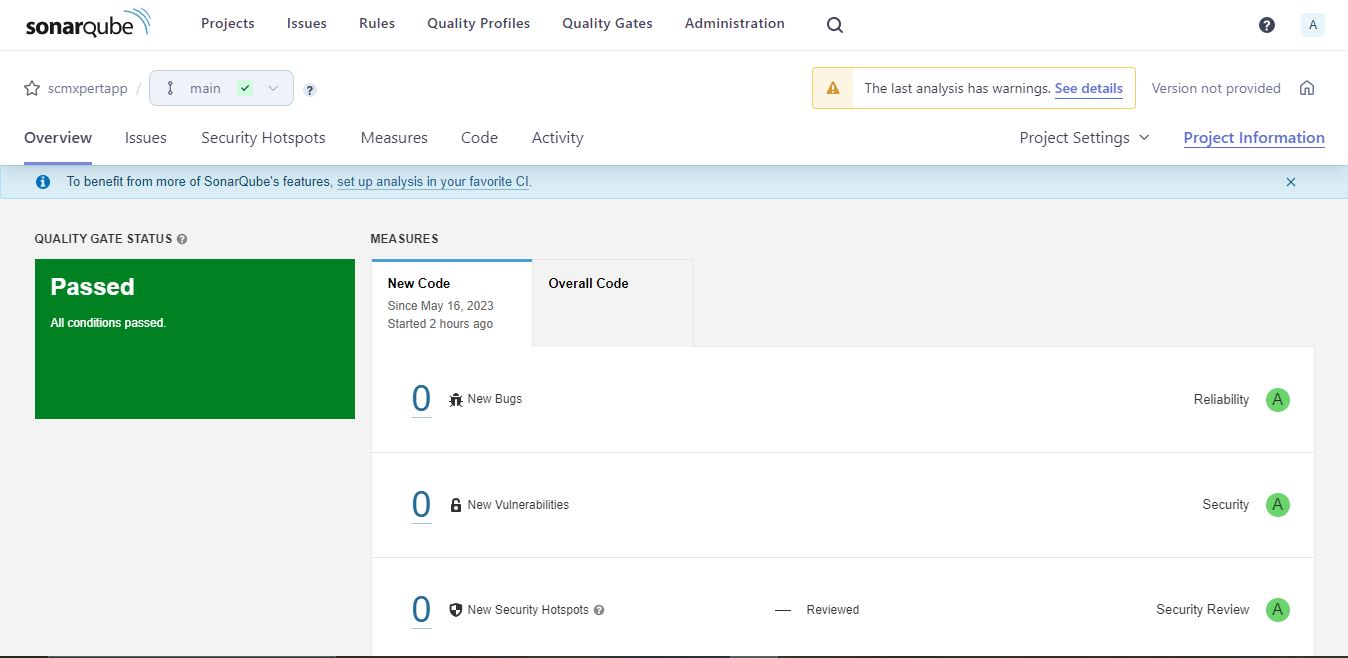 sonarqube Projects Issues Rules Quality Profiles Quality Gates Administration ? A
scmxpertapp / main ? The last analysis has warnings. See details Version not provided
Overview Issues Security Hotspots Measures Code Activity Project Settings Project Information
To benefit from more of SonarQube's features, set up analysis in your favorite CI.
QUALITY GATE STATUS ? MEASURES
Passed
All conditions passed.
New Code
Since May 16, 2023
Started 2 hours ago
Overall Code
0 New Bugs Reliability A
0 New Vulnerabilities Security A
0 New Security Hotspots ? — Reviewed Security Review A